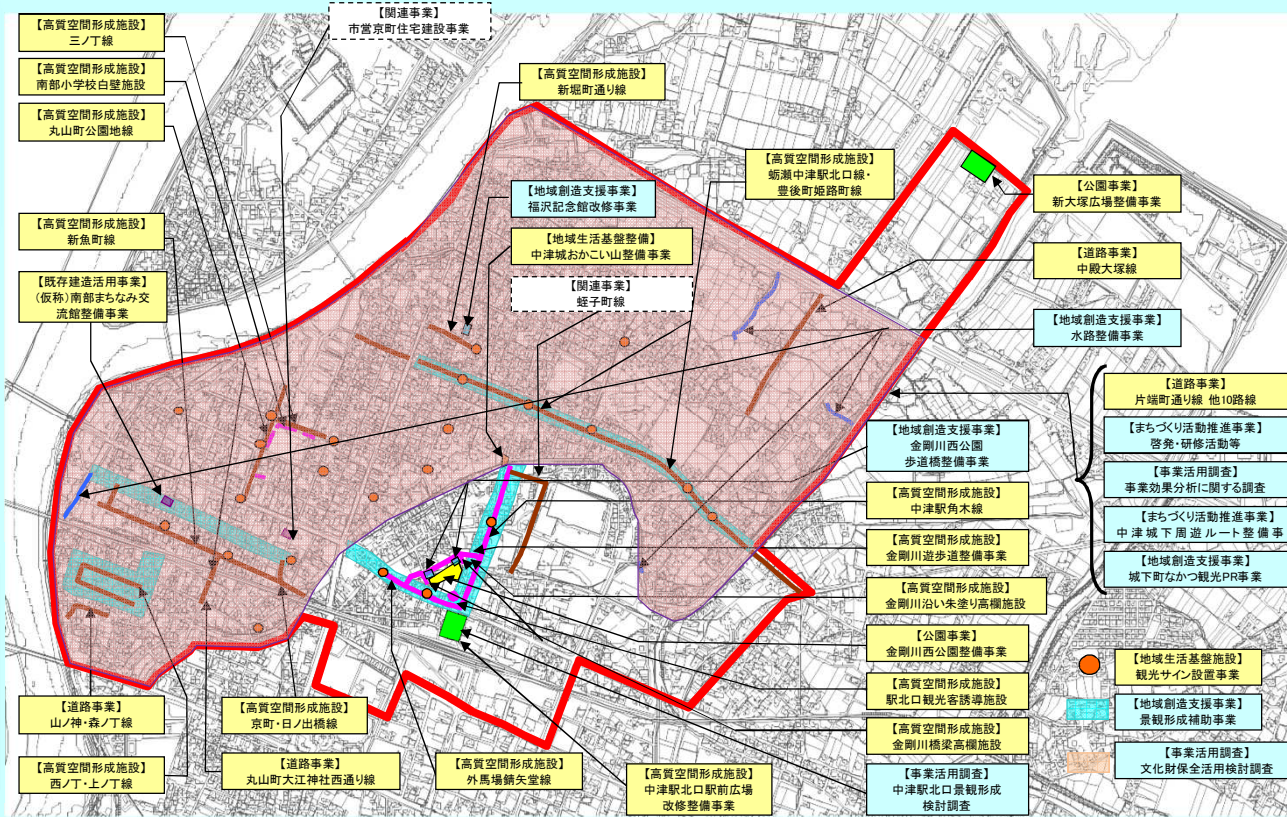 【関連事業】
市営京町住宅建設事業
【高質空間形成施設】
三ノ丁線
【高質空間形成施設】
南部小学校白壁施設
【高質空間形成施設】
丸山町公園地線
【高質空間形成施設】
新魚町線
【既存建造活用事業】
(仮称)南部まちなみ交
流館整備事業
【高質空間形成施設】
新堀町通り線
【地域創造支援事業】
福沢記念館改修事業
【地域生活基盤整備】
中津城おかこい山整備事業
【関連事業】
蛭子町線
【高質空間形成施設】
蛎瀬中津駅北口線・
豊後町姫路町線
【公園事業】
新大塚広場整備事業
【道路事業】
中殿大塚線
【地域創造支援事業】
水路整備事業
【道路事業】
片端町通り線 他10路線
【まちづくり活動推進事業】
啓発・研修活動等
【事業活用調査】
事業効果分析に関する調査
【まちづくり活動推進事業】
中津城下周遊ルート整備事
【地域創造支援事業】
城下町なかつ観光PR事業
【地域創造支援事業】
金剛川西公園
歩道橋整備事業
【高質空間形成施設】
中津駅角木線
【高質空間形成施設】
金剛川遊歩道整備事業
【高質空間形成施設】
金剛川沿い朱塗り高欄施設
【公園事業】
金剛川西公園整備事業
【高質空間形成施設】
駅北口観光客誘導施設
【高質空間形成施設】
金剛川橋梁高欄施設
【事業活用調査】
中津駅北口景観形成
検討調査
【地域生活基盤施設】
観光サイン設置事業
【地域創造支援事業】
景観形成補助事業
【事業活用調査】
文化財保全活用検討調査
【道路事業】
山ノ神・森ノ丁線
【高質空間形成施設】
西ノ丁・上ノ丁線
【高質空間形成施設】
京町・日ノ出橋線
【道路事業】
丸山町大江神社西通り線
【高質空間形成施設】
外馬場錆矢堂線
【高質空間形成施設】
中津駅北口駅前広場
改修整備事業